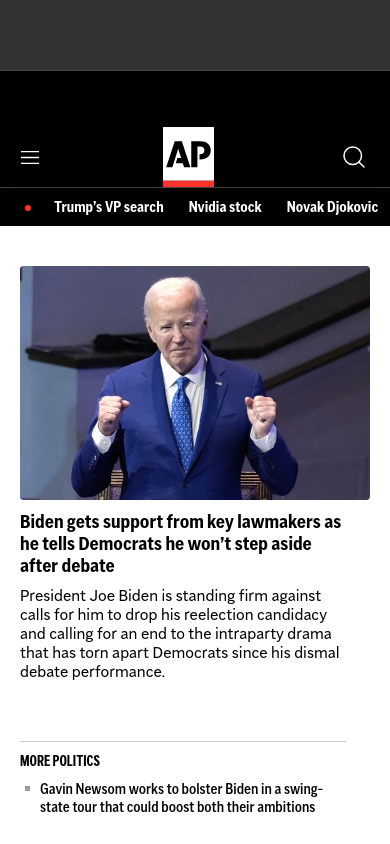 AP
Trump’s VP search Nvidia stock Novak Djokovic
Biden gets support from key lawmakers as
he tells Democrats he won’t step aside
after debate
President Joe Biden is standing firm against
calls for him to drop his reelection candidacy
and calling for an end to the intraparty drama
that has torn apart Democrats since his dismal
debate performance.
MORE POLITICS
Gavin Newsom works to bolster Biden in a swing-
state tour that could boost both their ambitions